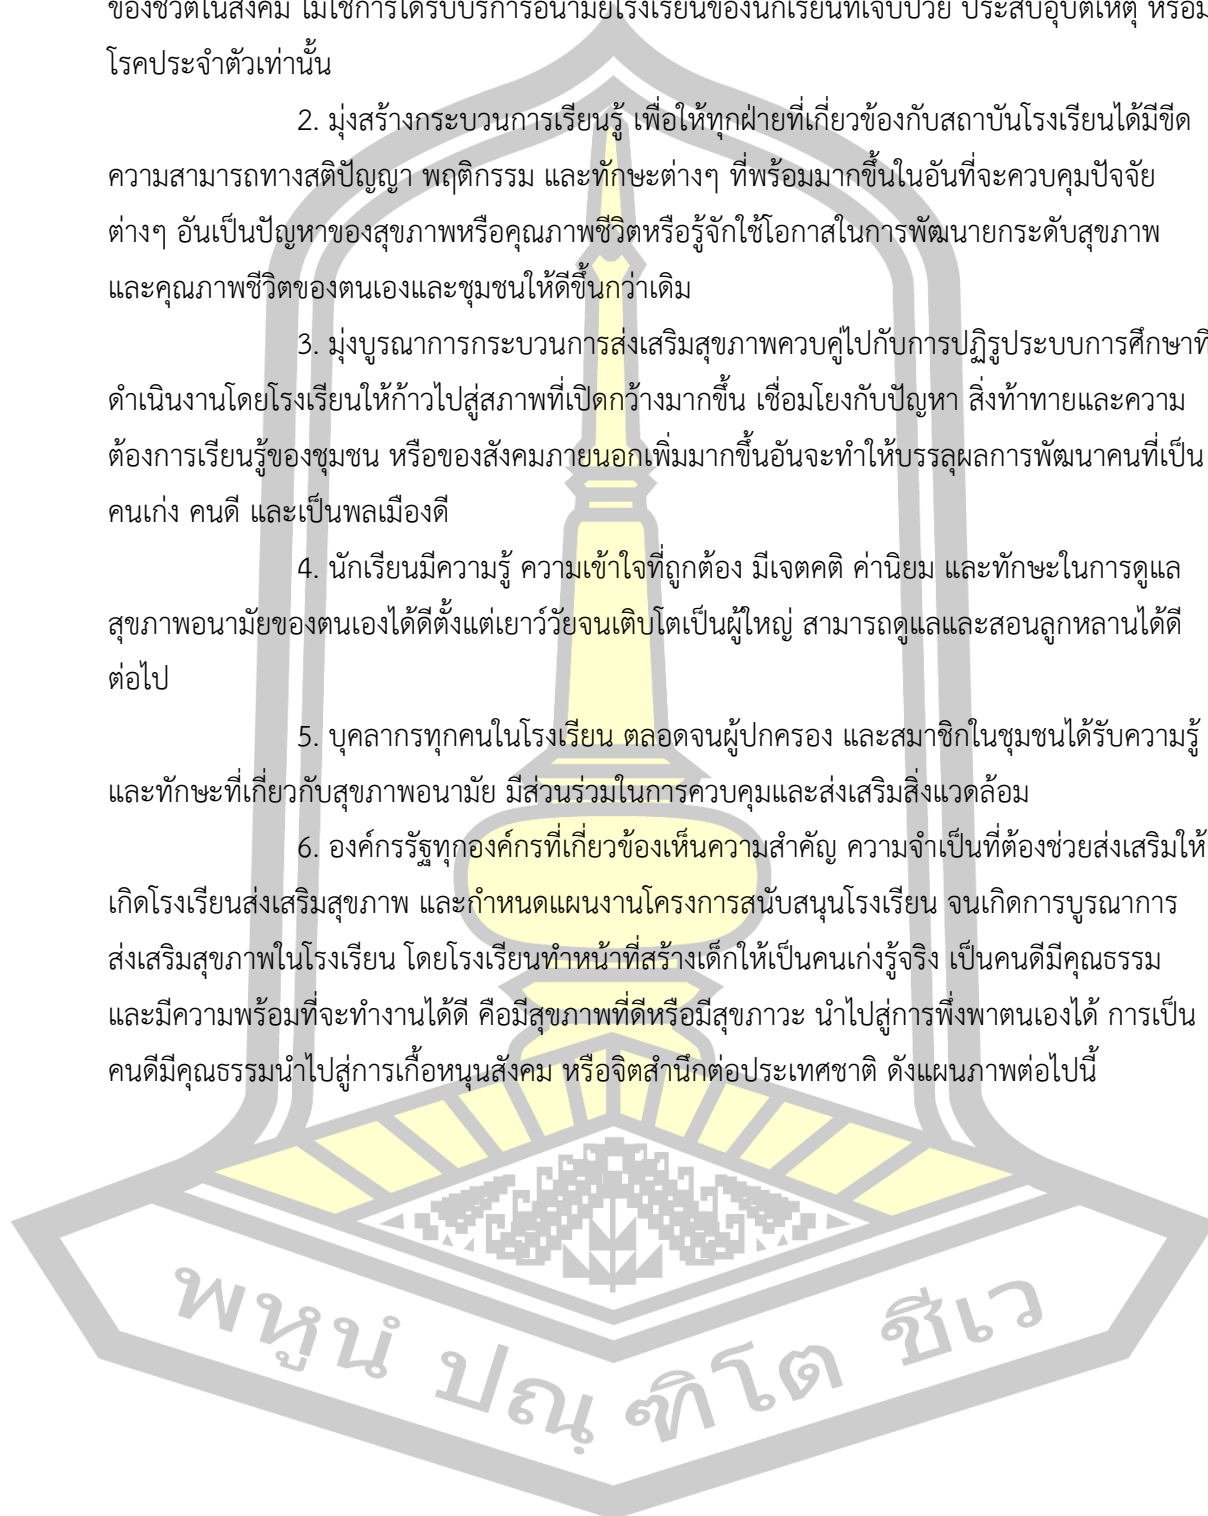 ของชีวิตในสังคม ไม่ใช่การได้รับบริการอนามัยโรงเรียนของนักเรียนที่เจ็บป่วย ประสบอุบัติเหตุ หรือมี
โรคประจำตัวเท่านั้น
2. มุ่งสร้างกระบวนการเรียนรู้ เพื่อให้ทุกฝ่ายที่เกี่ยวข้องกับสถาบันโรงเรียนได้มีขีด
ความสามารถทางสติปัญญา พฤติกรรม และทักษะต่างๆ ที่พร้อมมากขึ้นในอันที่จะควบคุมปัจจัย
ต่างๆ อันเป็นปัญหาของสุขภาพหรือคุณภาพชีวิตหรือรู้จักใช้โอกาสในการพัฒนายกระดับสุขภาพ
และคุณภาพชีวิตของตนเองและชุมชนให้ดีขึ้นกว่าเดิม
3. มุ่งบูรณาการกระบวนการส่งเสริมสุขภาพควบคู่ไปกับการปฏิรูประบบการศึกษาที่
ดำเนินงานโดยโรงเรียนให้ก้าวไปสู่สภาพที่เปิดกว้างมากขึ้น เชื่อมโยงกับปัญหา สิ่งท้าทายและความ
ต้องการเรียนรู้ของชุมชน หรือของสังคมภายนอกเพิ่มมากขึ้นอันจะทำให้บรรลุผลการพัฒนาคนที่เป็น
คนเก่ง คนดี และเป็นพลเมืองดี
4. นักเรียนมีความรู้ ความเข้าใจที่ถูกต้อง มีเจตคติ ค่านิยม และทักษะในการดูแล
สุขภาพอนามัยของตนเองได้ดีตั้งแต่เยาว์วัยจนเติบโตเป็นผู้ใหญ่ สามารถดูแลและสอนลูกหลานได้ดี
ต่อไป
5. บุคลากรทุกคนในโรงเรียน ตลอดจนผู้ปกครอง และสมาชิกในชุมชนได้รับความรู้
และทักษะที่เกี่ยวกับสุขภาพอนามัย มีส่วนร่วมในการควบคุมและส่งเสริมสิ่งแวดล้อม
6. องค์กรรัฐทุกองค์กรที่เกี่ยวข้องเห็นความสำคัญ ความจำเป็นที่ต้องช่วยส่งเสริมให้
เกิดโรงเรียนส่งเสริมสุขภาพ และกำหนดแผนงานโครงการสนับสนุนโรงเรียน จนเกิดการบูรณาการ
ส่งเสริมสุขภาพในโรงเรียน โดยโรงเรียนทำหน้าที่สร้างเด็กให้เป็นคนเก่งรู้จริง เป็นคนดีมีคุณธรรม
และมีความพร้อมที่จะทำงานได้ดี คือมีสุขภาพที่ดีหรือมีสุขภาวะ นำไปสู่การพึ่งพาตนเองได้ การเป็น
คนดีมีคุณธรรมนำไปสู่การเกื้อหนุนสังคม หรือจิตสำนึกต่อประเทศชาติ ดังแผนภาพต่อไปนี้
พหูนํ ปณฺฑิโต ชีเว